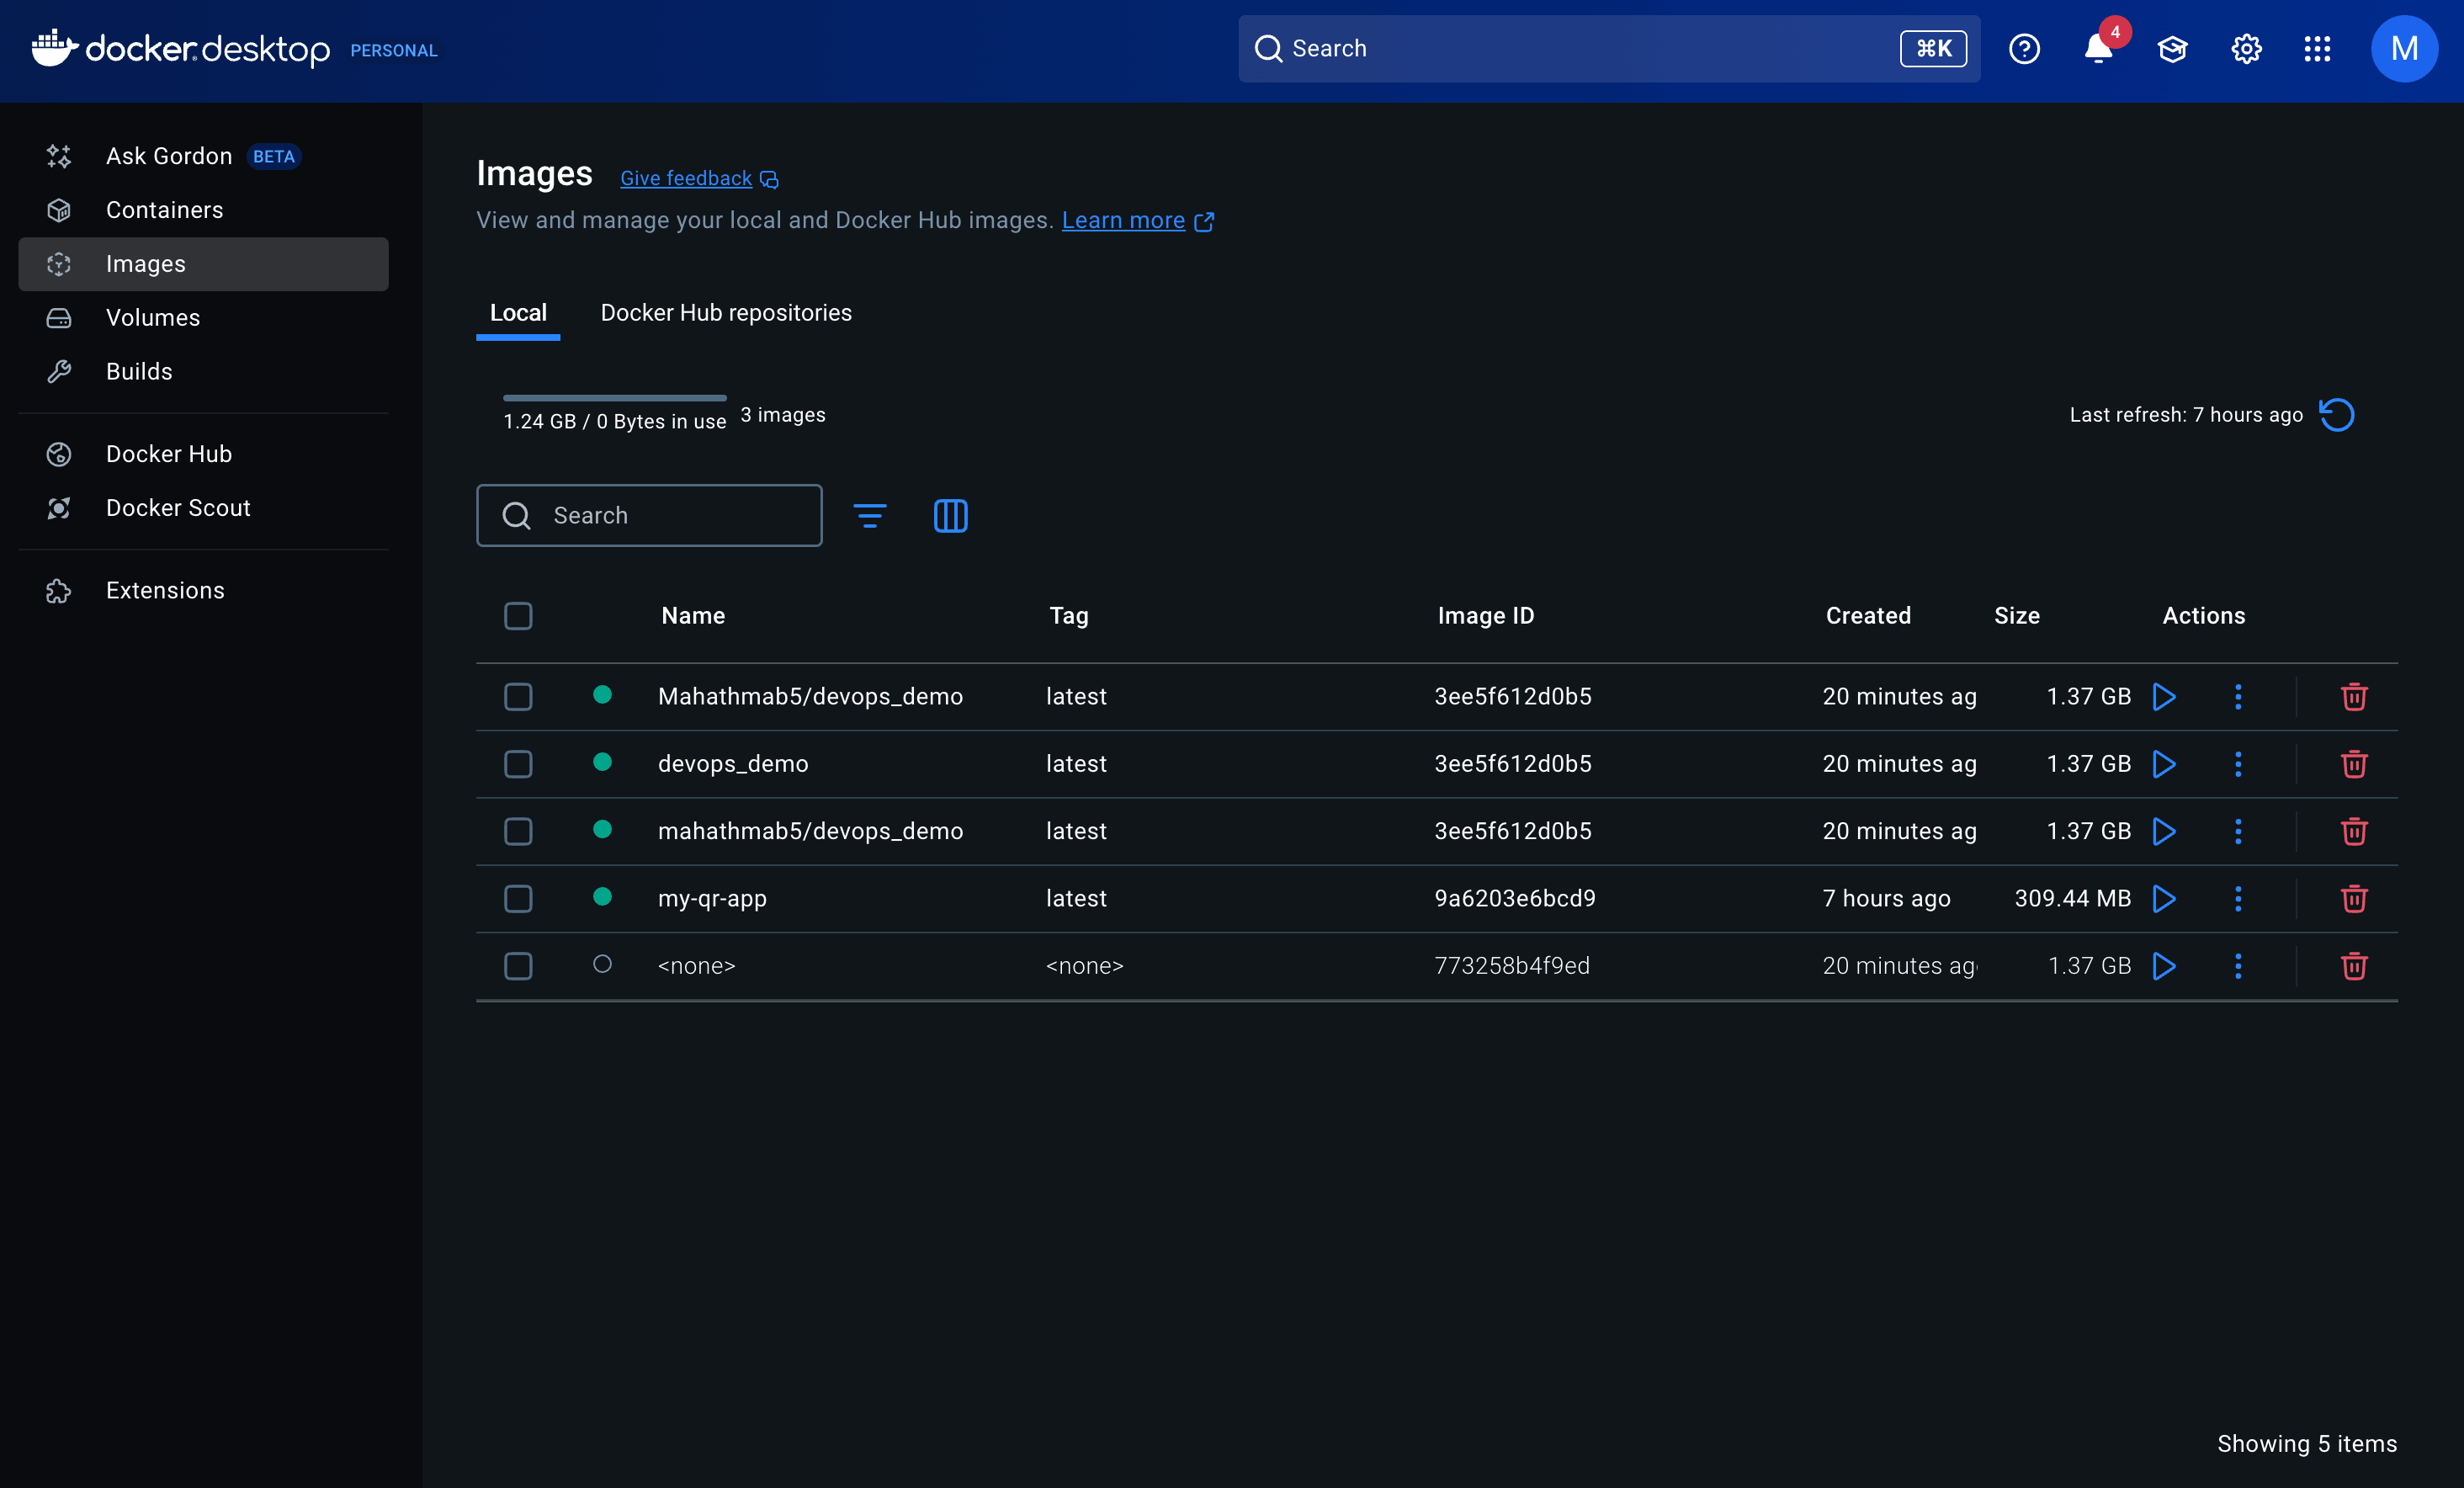 docker.desktop PERSONAL
Search ⌘K
4
M
Ask Gordon BETA
Containers
Images
Volumes
Builds
Docker Hub
Docker Scout
Extensions
Images Give feedback
View and manage your local and Docker Hub images. Learn more
Local Docker Hub repositories
1.24 GB / 0 Bytes in use 3 images
Last refresh: 7 hours ago
Search
Name Tag Image ID Created Size Actions
Mahathmab5/devops_demo latest 3ee5f612d0b5 20 minutes ag 1.37 GB
devops_demo latest 3ee5f612d0b5 20 minutes ag 1.37 GB
mahathmab5/devops_demo latest 3ee5f612d0b5 20 minutes ag 1.37 GB
my-qr-app latest 9a6203e6bcd9 7 hours ago 309.44 MB
<none> <none> 773258b4f9ed 20 minutes ag 1.37 GB
Showing 5 items